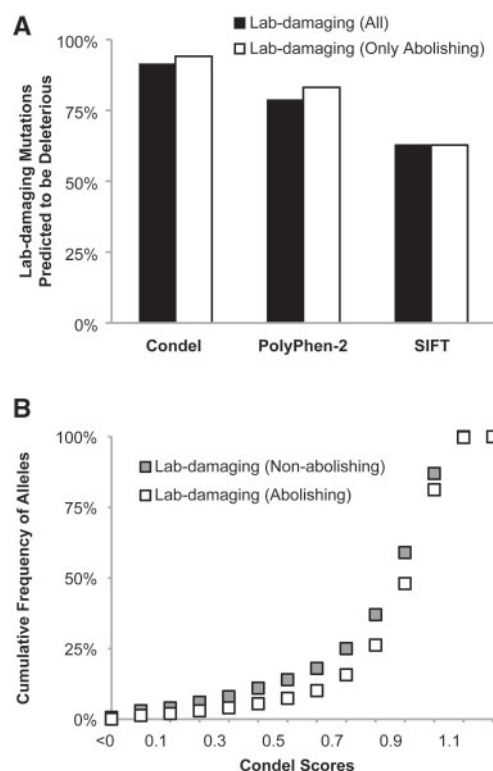 A
Lab-damaging (All)
Lab-damaging (Only Abolishing)
Lab-damaging Mutations
Predicted to be Deleterious
100%
75%
50%
25%
0%
Condel PolyPhen-2 SIFT
B
Lab-damaging (Non-abolishing)
Lab-damaging (Abolishing)
Cumulative Frequency of Alleles
100%
75%
50%
25%
0%
<0 0.1 0.3 0.5 0.7 0.9 1.1
Condel Scores